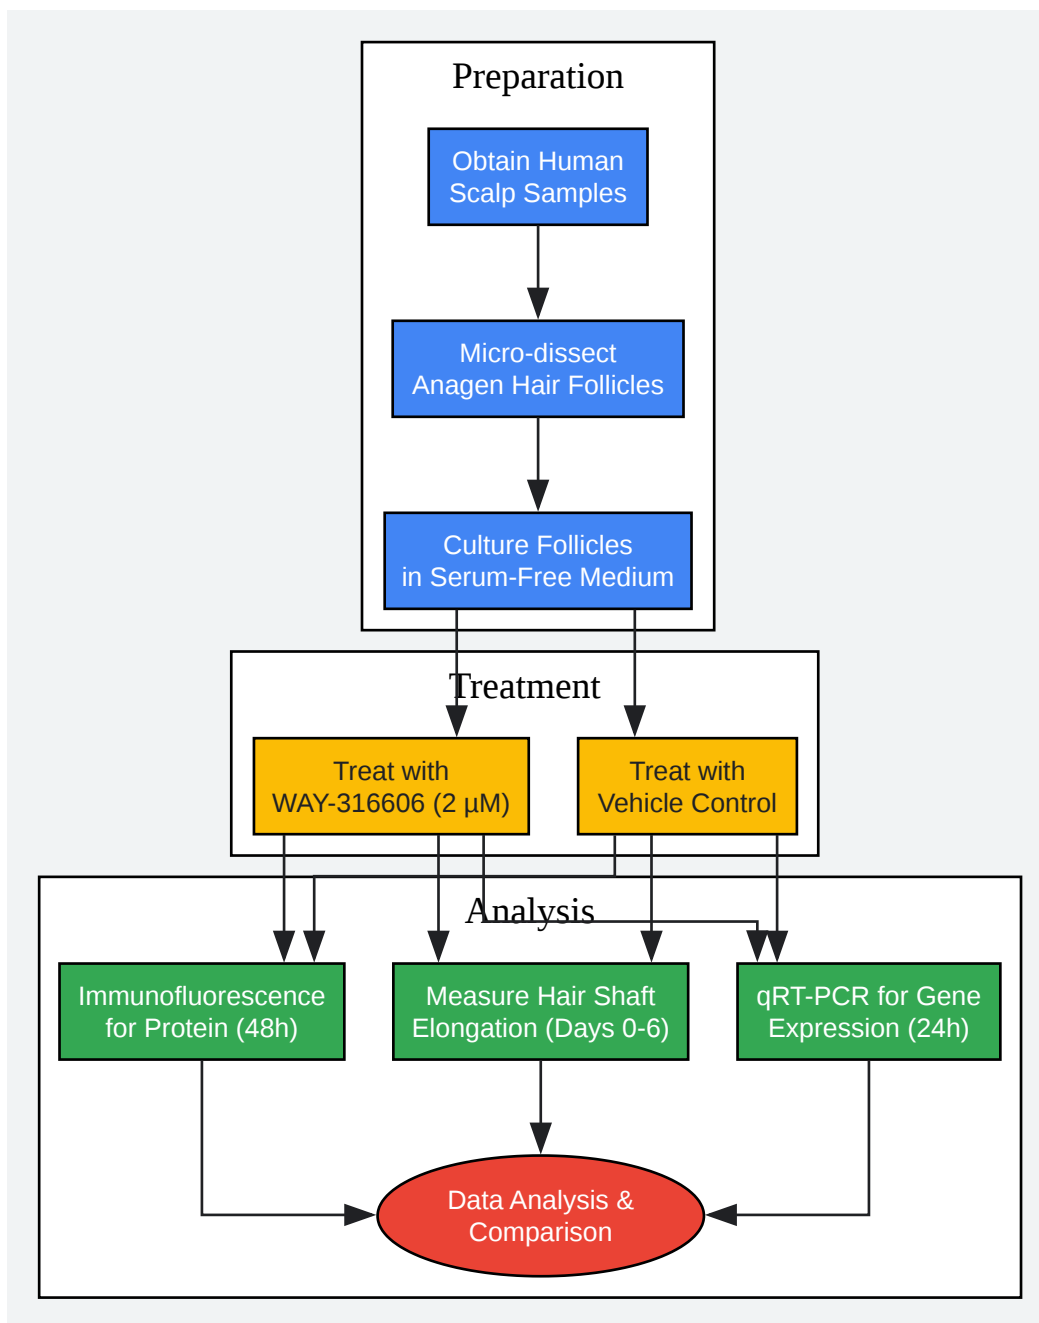 Preparation
Obtain Human
Scalp Samples
Micro-dissect
Anagen Hair Follicles
Culture Follicles
in Serum-Free Medium
Treatment
Treat with
WAY-316606 (2 µM)
Treat with
Vehicle Control
Analysis
Immunofluorescence
for Protein (48h)
Measure Hair Shaft
Elongation (Days 0-6)
qRT-PCR for Gene
Expression (24h)
Data Analysis &
Comparison